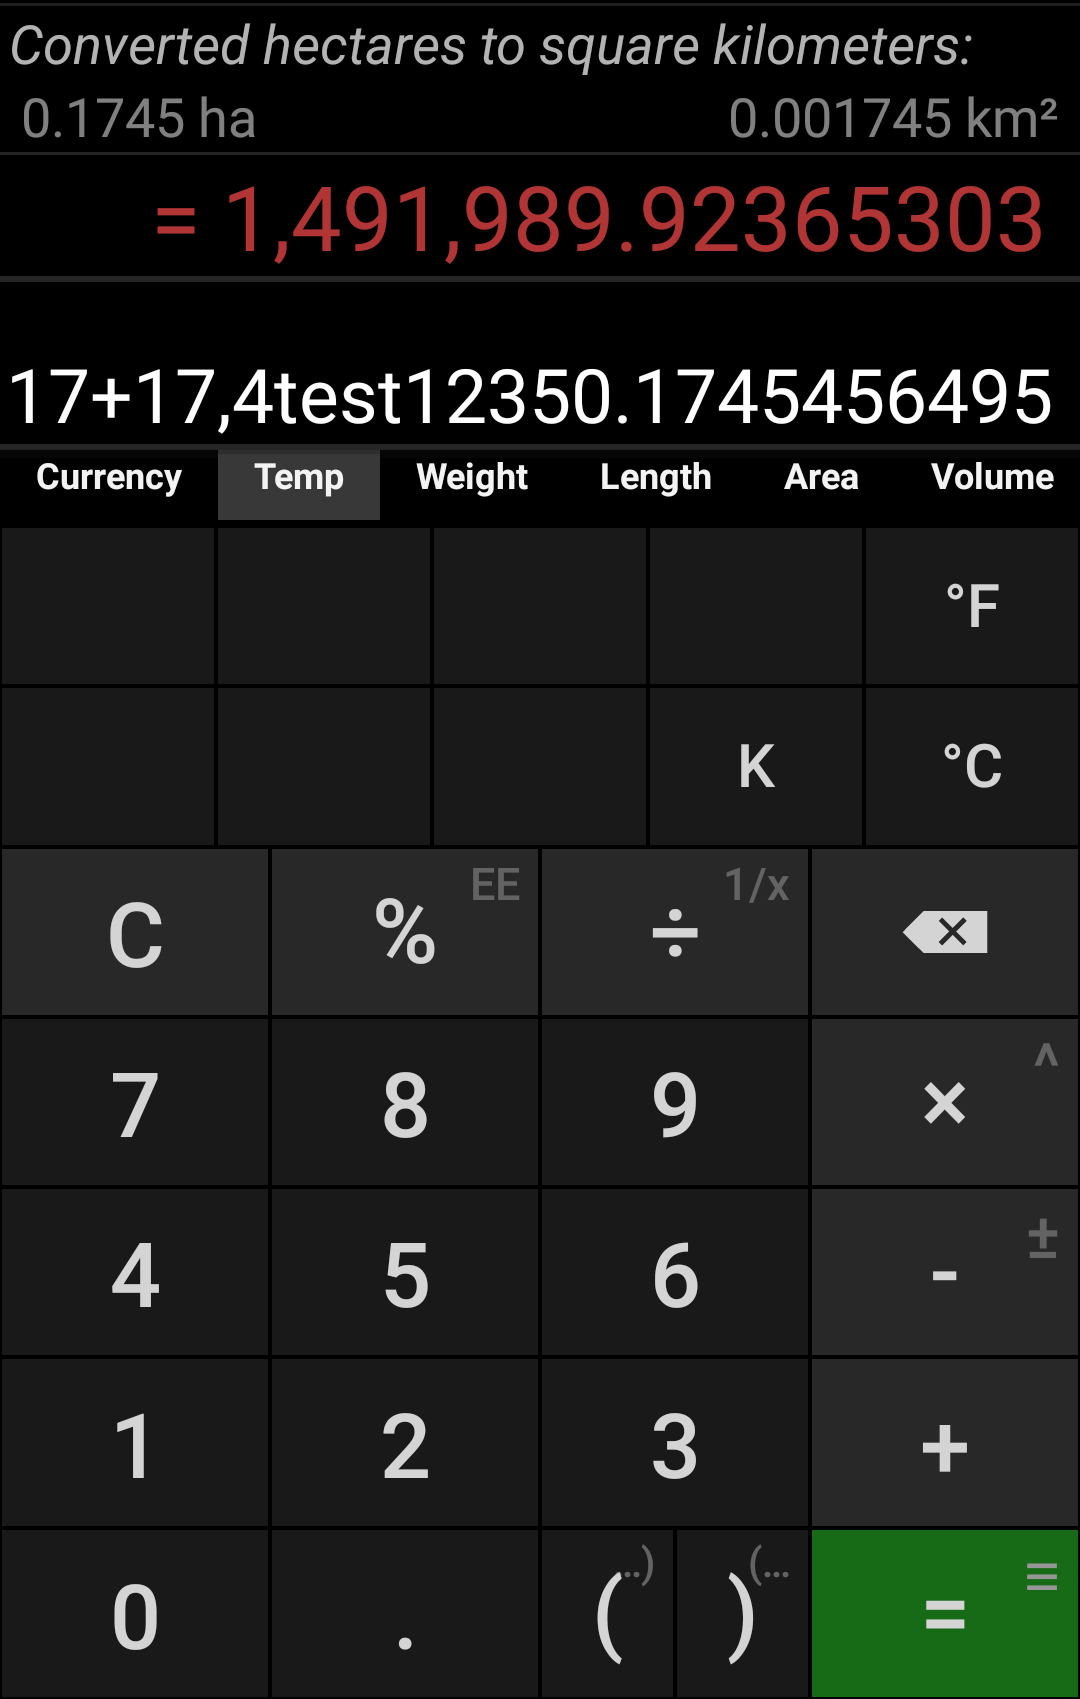 Converted hectares to square kilometers:
0.1745 ha 0.001745 km²
= 1,491,989.92365303
17+17,4test12350.1745456495
Currency Temp Weight Length Area Volume
°F
K °C
C % EE ÷ 1/x
7 8 9 × ^
4 5 6 - ±
1 2 3 +
0 . ( ..) ) (... = ≡